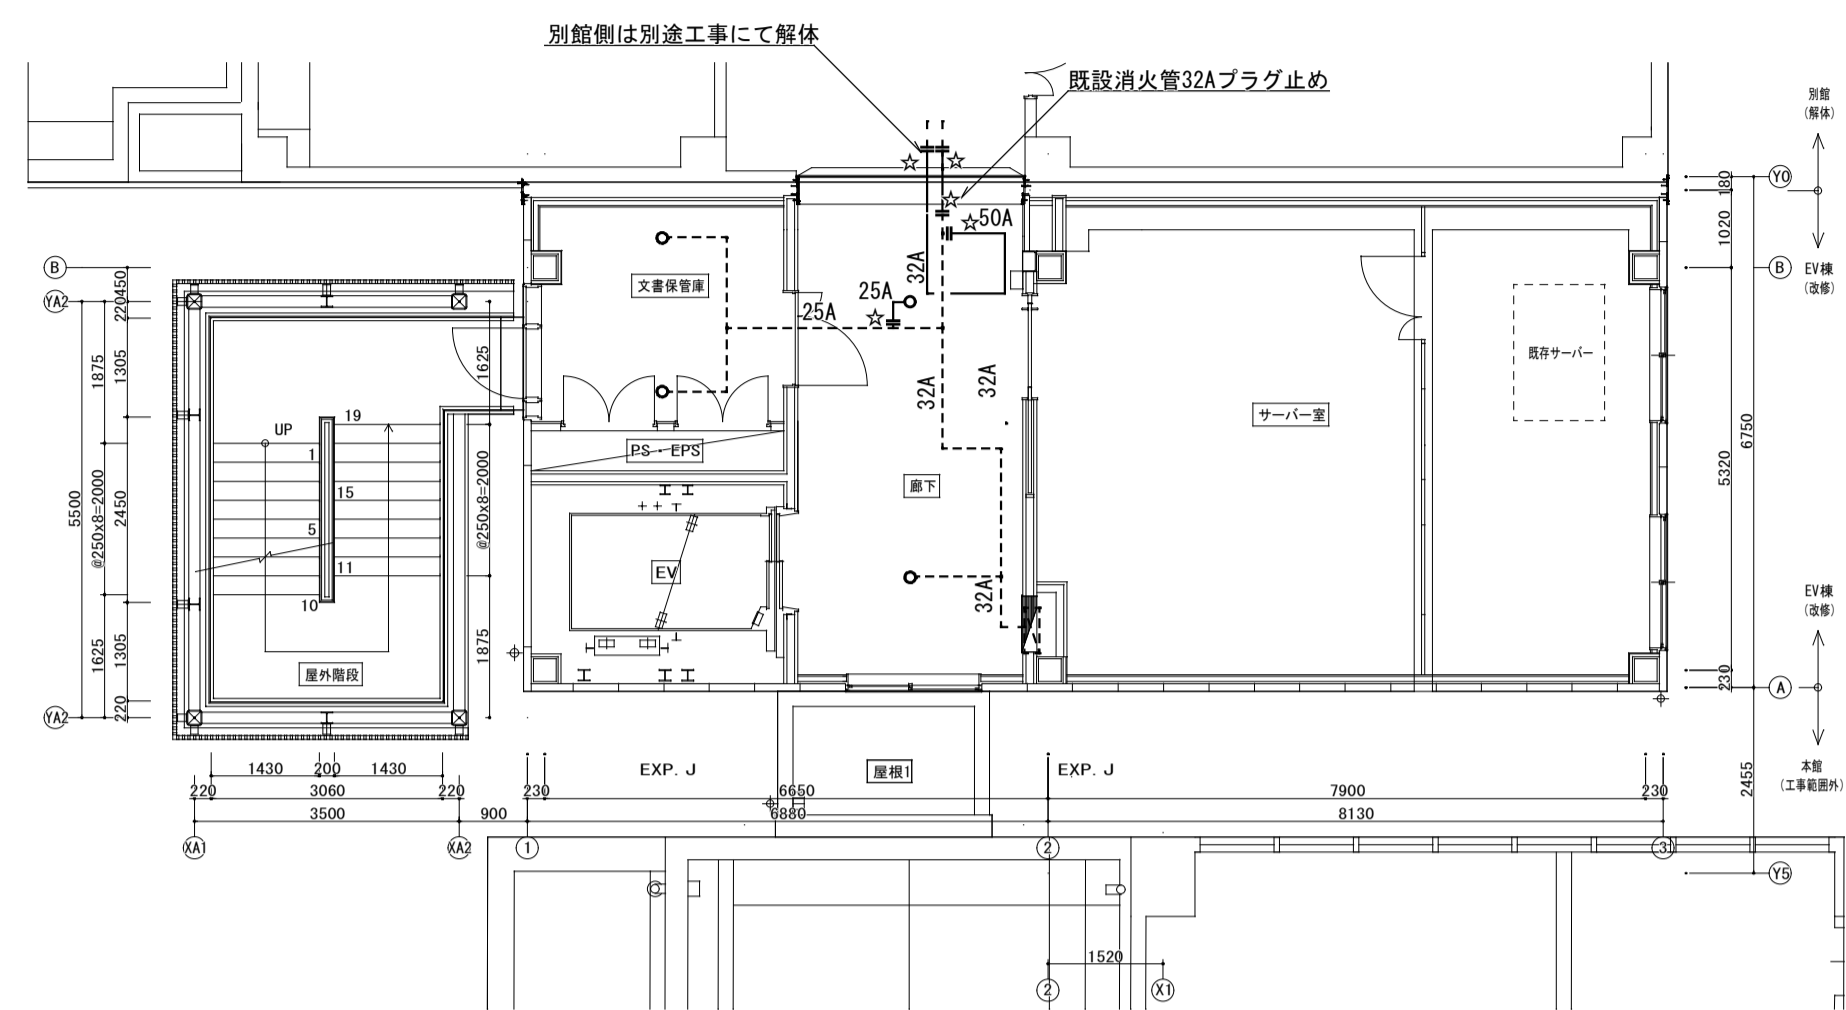 別館側は別途工事にて解体
既設消火管32Aプラグ止め
別館
(解体)
☆ ☆
☆
☆50A
180
Y0
1020
B
EV棟
(改修)
B
YA2
450
220
文書保管庫
32A
25A
25A
☆
既存サーバー
1875
1305
1625
32A
32A
サーバー室
6750
5320
UP
19
1
15
5
11
10
PS・EPS
廊下
5500
@250x8=2000
2450
@250x8=2000
EV
32A
EV棟
(改修)
1625
1305
1875
屋外階段
220
YA2
230
A
本館
(工事範囲外)
2455
1430 200 1430
EXP. J
屋根1
EXP. J
220 3060 220 230 6650 7900 230
3500 900 6880 8130
XA1 XA2 1 2 3
Y5
1520
2 X1